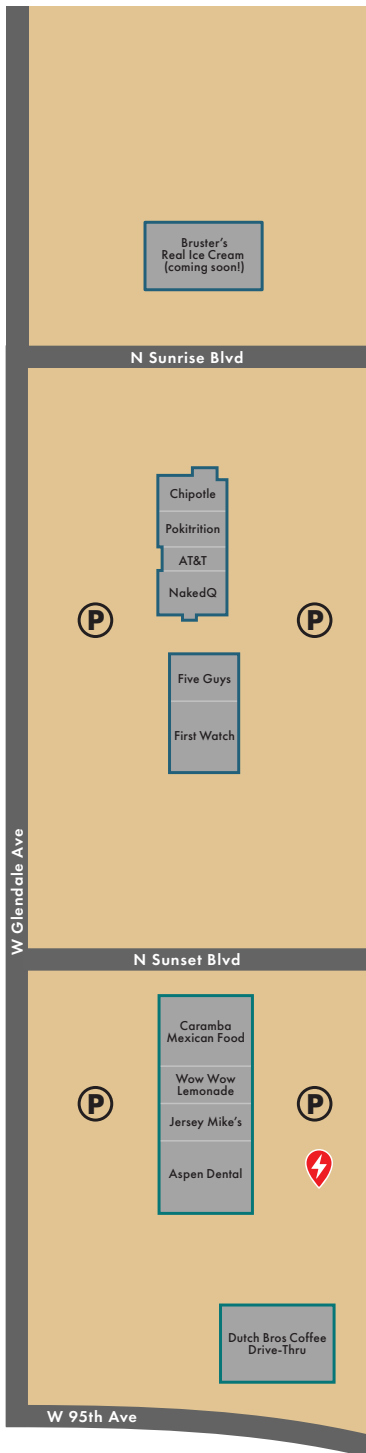 Bruster's
Real Ice Cream
(coming soon!)
N Sunrise Blvd
Chipotle
Pokitrition
AT&T
NakedQ
P
P
Five Guys
First Watch
W Glendale Ave
N Sunset Blvd
Caramba
Mexican Food
Wow Wow
Lemonade
P
P
Jersey Mike's
Aspen Dental
Dutch Bros Coffee
Drive-Thru
W 95th Ave